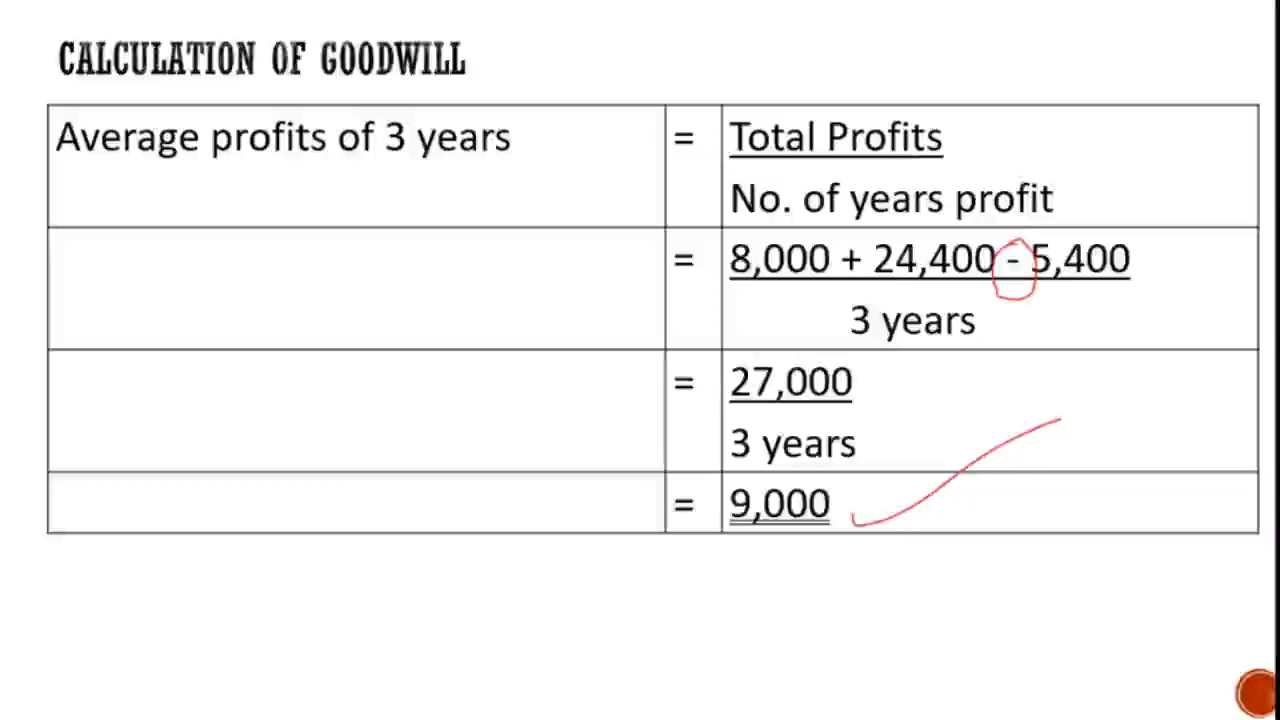 CALCULATION OF GOODWILL
Average profits of 3 years = Total Profits
No. of years profit
= 8,000 + 24,400 - 5,400
3 years
= 27,000
3 years
= 9,000